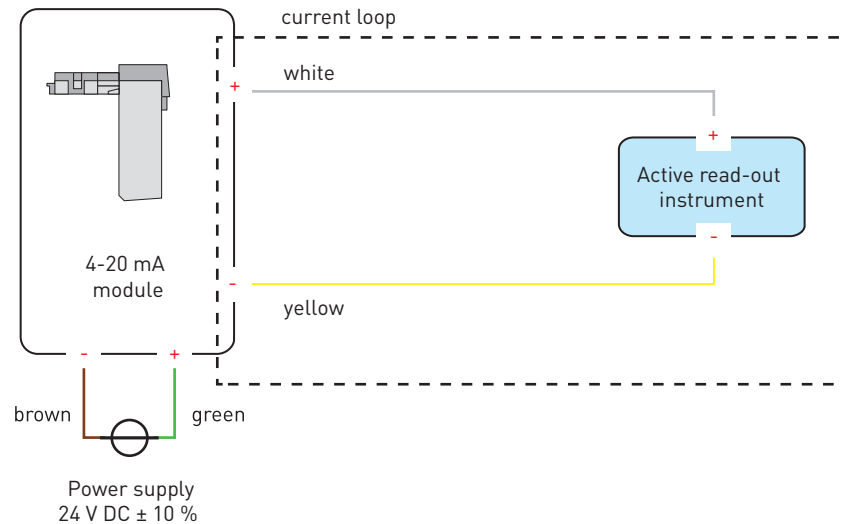 current loop
white
+
+
Active read-out
instrument
-
4-20 mA
module
-
yellow
- +
brown
green
Power supply
24 V DC ± 10 %